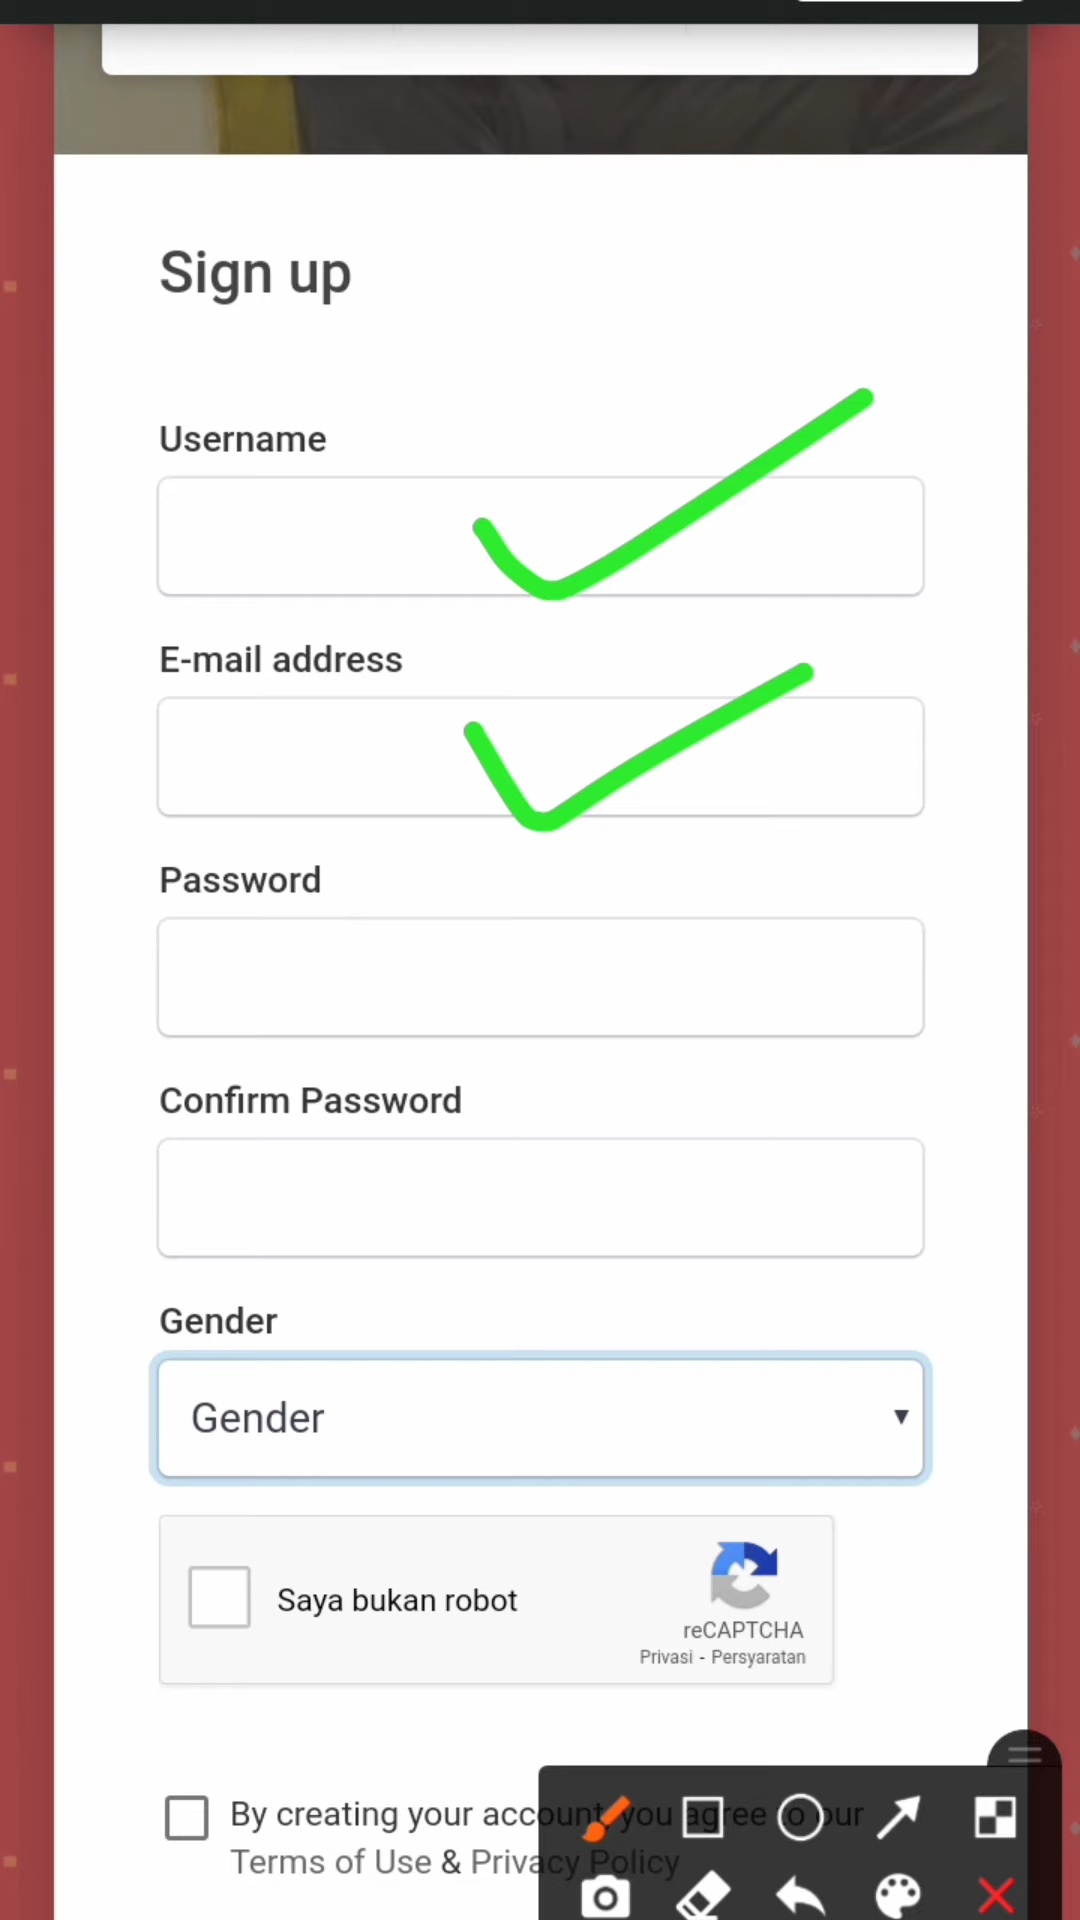 Sign up
Username
E-mail address
Password
Confirm Password
Gender
Gender
Saya bukan robot
reCAPTCHA
Privasi - Persyaratan
By creating your account, you agree to our
Terms of Use & Privacy Policy